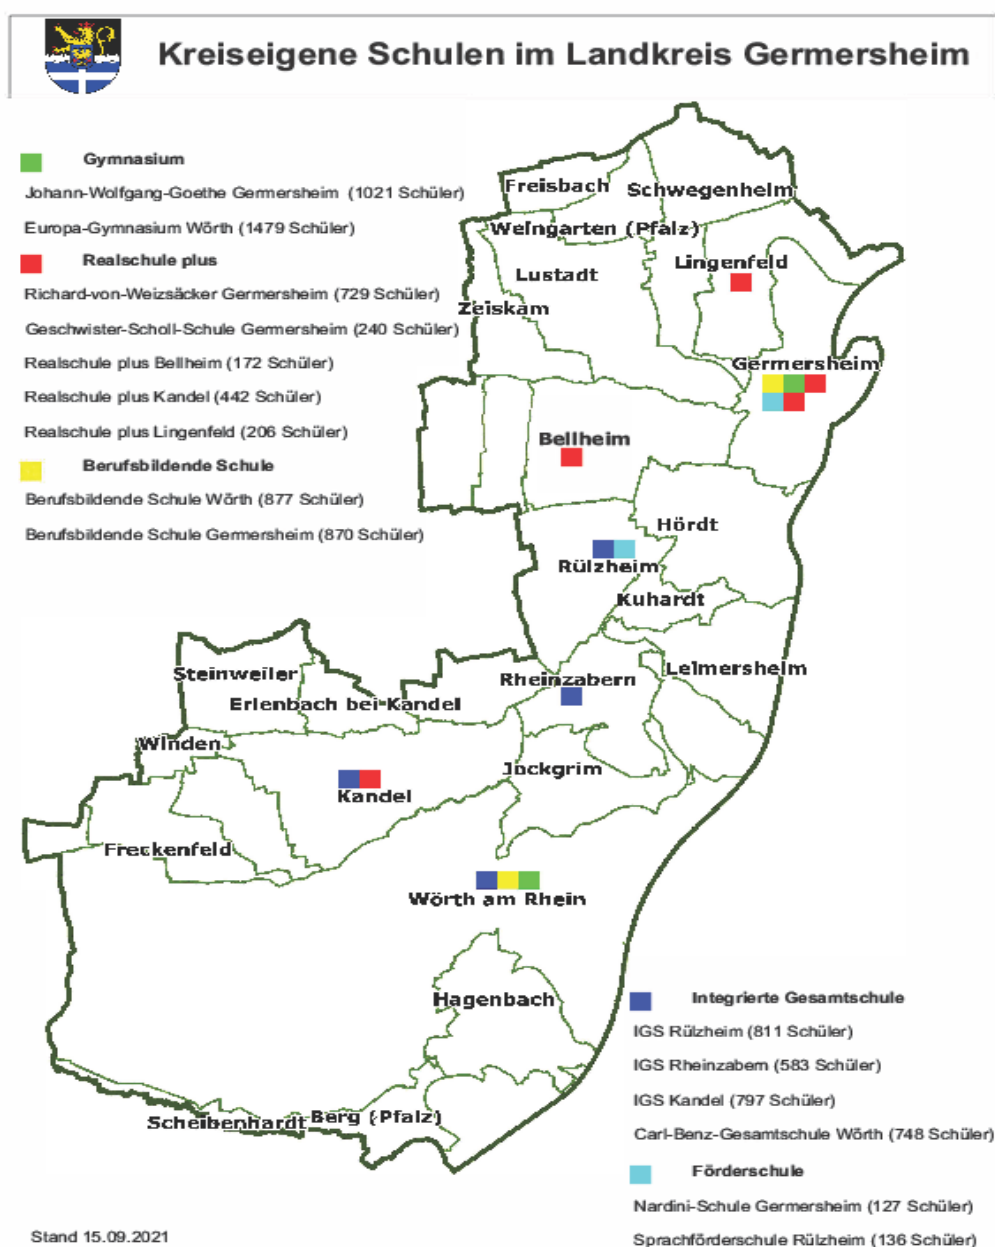 Kreiseigene Schulen im Landkreis Germersheim
Gymnasium
Johann-Wolfgang-Goethe Germersheim (1021 Schüler)
Europa-Gymnasium Wörth (1479 Schüler)
Realschule plus
Richard-von-Weizsäcker Germersheim (729 Schüler)
Geschwister-Scholl-Schule Germersheim (240 Schüler)
Realschule plus Bellheim (172 Schüler)
Realschule plus Kandel (442 Schüler)
Realschule plus Lingenfeld (206 Schüler)
Berufsbildende Schule
Berufsbildende Schule Wörth (877 Schüler)
Berufsbildende Schule Germersheim (870 Schüler)
Freisbach
Schwegenheim
Weingarten (Pfalz)
Lingenfeld
Lustadt
Zeiskam
Germersheim
Bellheim
Hördt
Rülzheim
Kuhardt
Leimersheim
Rheinzabern
Steinweiler
Erlenbach bei Kandel
Winden
Jockgrim
Kandel
Freckenfeld
Wörth am Rhein
Hagenbach
Scheibenhardt
Berg (Pfalz)
Integrierte Gesamtschule
IGS Rülzheim (811 Schüler)
IGS Rheinzabern (583 Schüler)
IGS Kandel (797 Schüler)
Carl-Benz-Gesamtschule Wörth (748 Schüler)
Förderschule
Nardini-Schule Germersheim (127 Schüler)
Sprachförderschule Rülzheim (136 Schüler)
Stand 15.09.2021